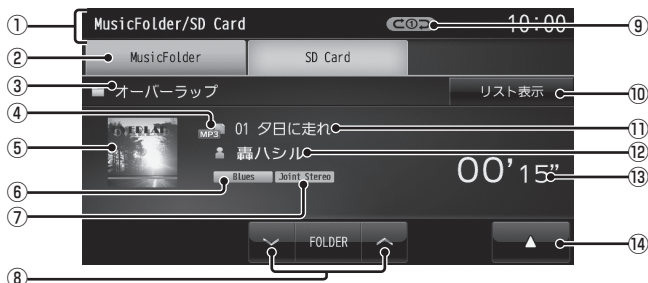 ① MusicFolder/SD Card 10:00 ⑨
② MusicFolder SD Card
③ オーバーラップ リスト表示 ⑩
④ MP3 01 夕日に走れ ⑪
⑤ OVERLAP 轟ハシル ⑫
⑥ Blues Joint Stereo 00’15” ⑬
⑦
FOLDER ⑭
⑧